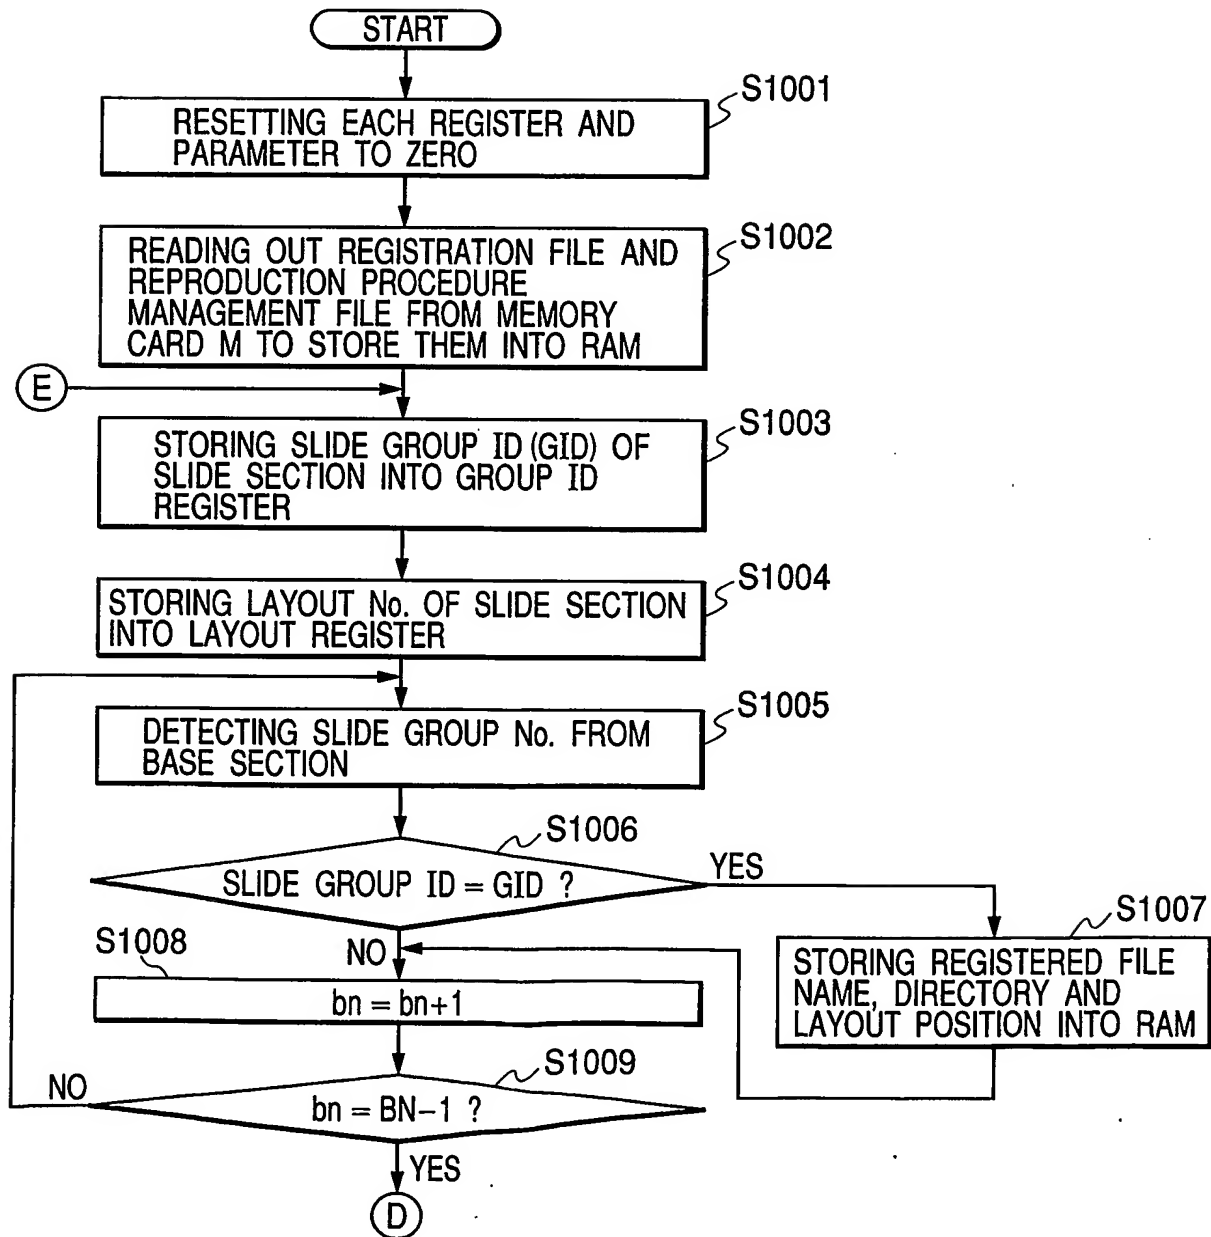 START
S1001
RESETTING EACH REGISTER AND
PARAMETER TO ZERO
S1002
READING OUT REGISTRATION FILE AND
REPRODUCTION PROCEDURE
MANAGEMENT FILE FROM MEMORY
CARD M TO STORE THEM INTO RAM
E
S1003
STORING SLIDE GROUP ID (GID) OF
SLIDE SECTION INTO GROUP ID
REGISTER
S1004
STORING LAYOUT No. OF SLIDE SECTION
INTO LAYOUT REGISTER
S1005
DETECTING SLIDE GROUP No. FROM
BASE SECTION
S1006
SLIDE GROUP ID = GID ?
YES
S1007
STORING REGISTERED FILE
NAME, DIRECTORY AND
LAYOUT POSITION INTO RAM
NO
S1008
bn = bn+1
S1009
bn = BN-1 ?
NO
YES
D